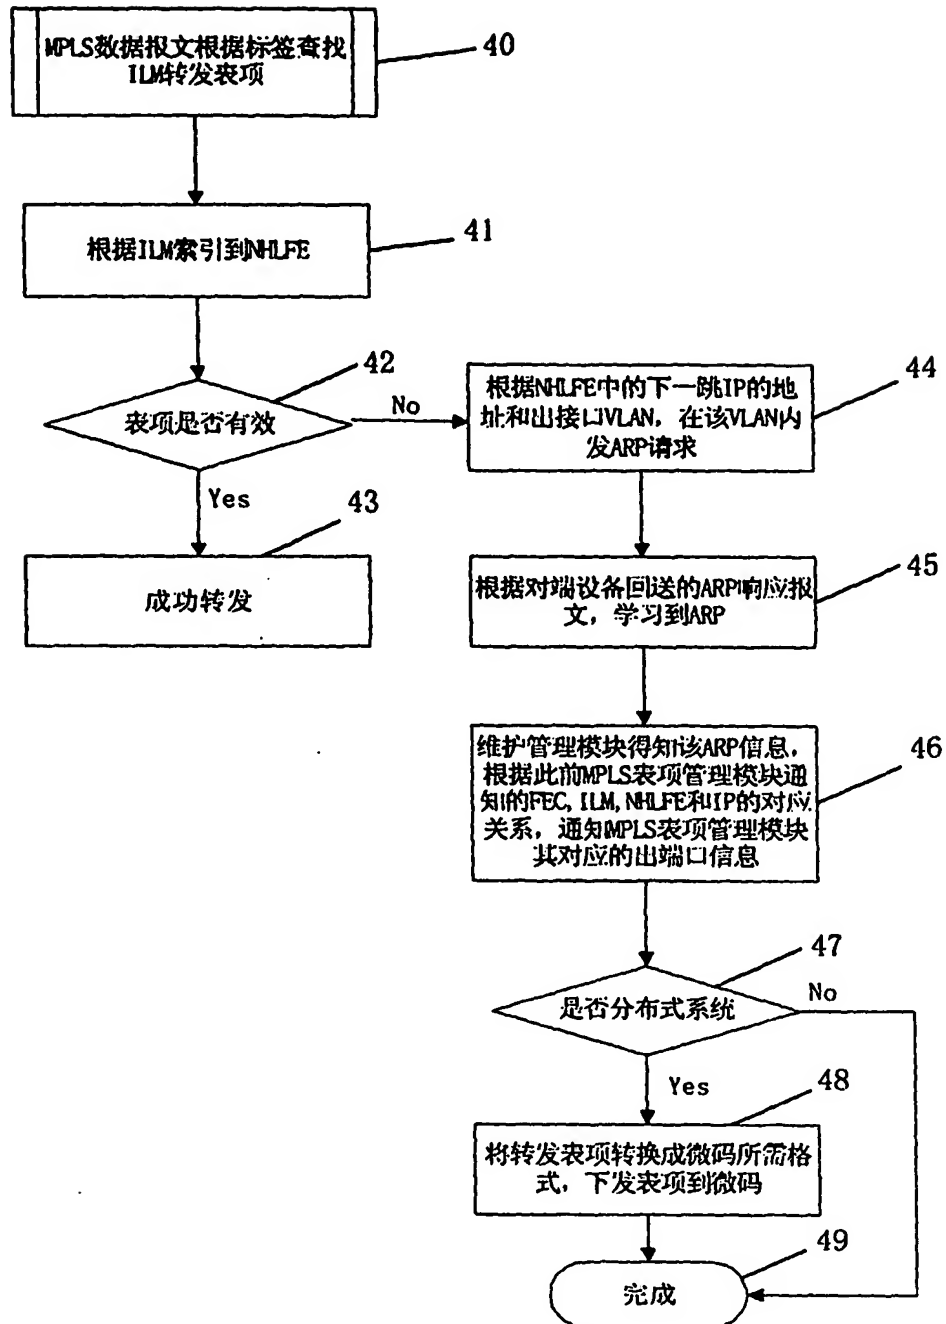 MPLS数据报文根据标签查找
ILM转发表项
40
根据ILM索引到NHLFE
41
42
表项是否有效
No
Yes
43
成功转发
根据NHLFE中的下一跳IP的地
址和出接口VLAN，在该VLAN内
发ARP请求
44
根据对端设备回送的ARP响应报
文，学习到ARP
45
维护管理模块得知该ARP信息，
根据此前MPLS表项管理模块通
知的FEC,ILM,NHLFE和IP的对应
关系，通知MPLS表项管理模块
其对应的出端口信息
46
47
是否分布式系统
No
Yes
48
将转发表项转换成微码所需格
式，下发表项到微码
49
完成